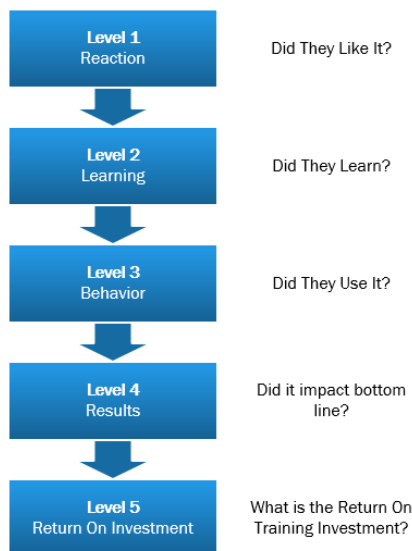 Level 1
Reaction
Did They Like It?
Level 2
Learning
Did They Learn?
Level 3
Behavior
Did They Use It?
Level 4
Results
Did it impact bottom
line?
Level 5
Return On Investment
What is the Return On
Training Investment?